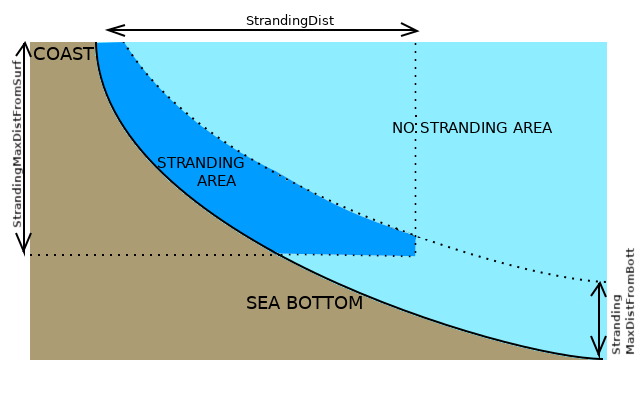 StrandingDist
COAST
StrandingMaxDistFromSurf
NO STRANDING AREA
STRANDING
AREA
SEA BOTTOM
Stranding
MaxDistFromBott